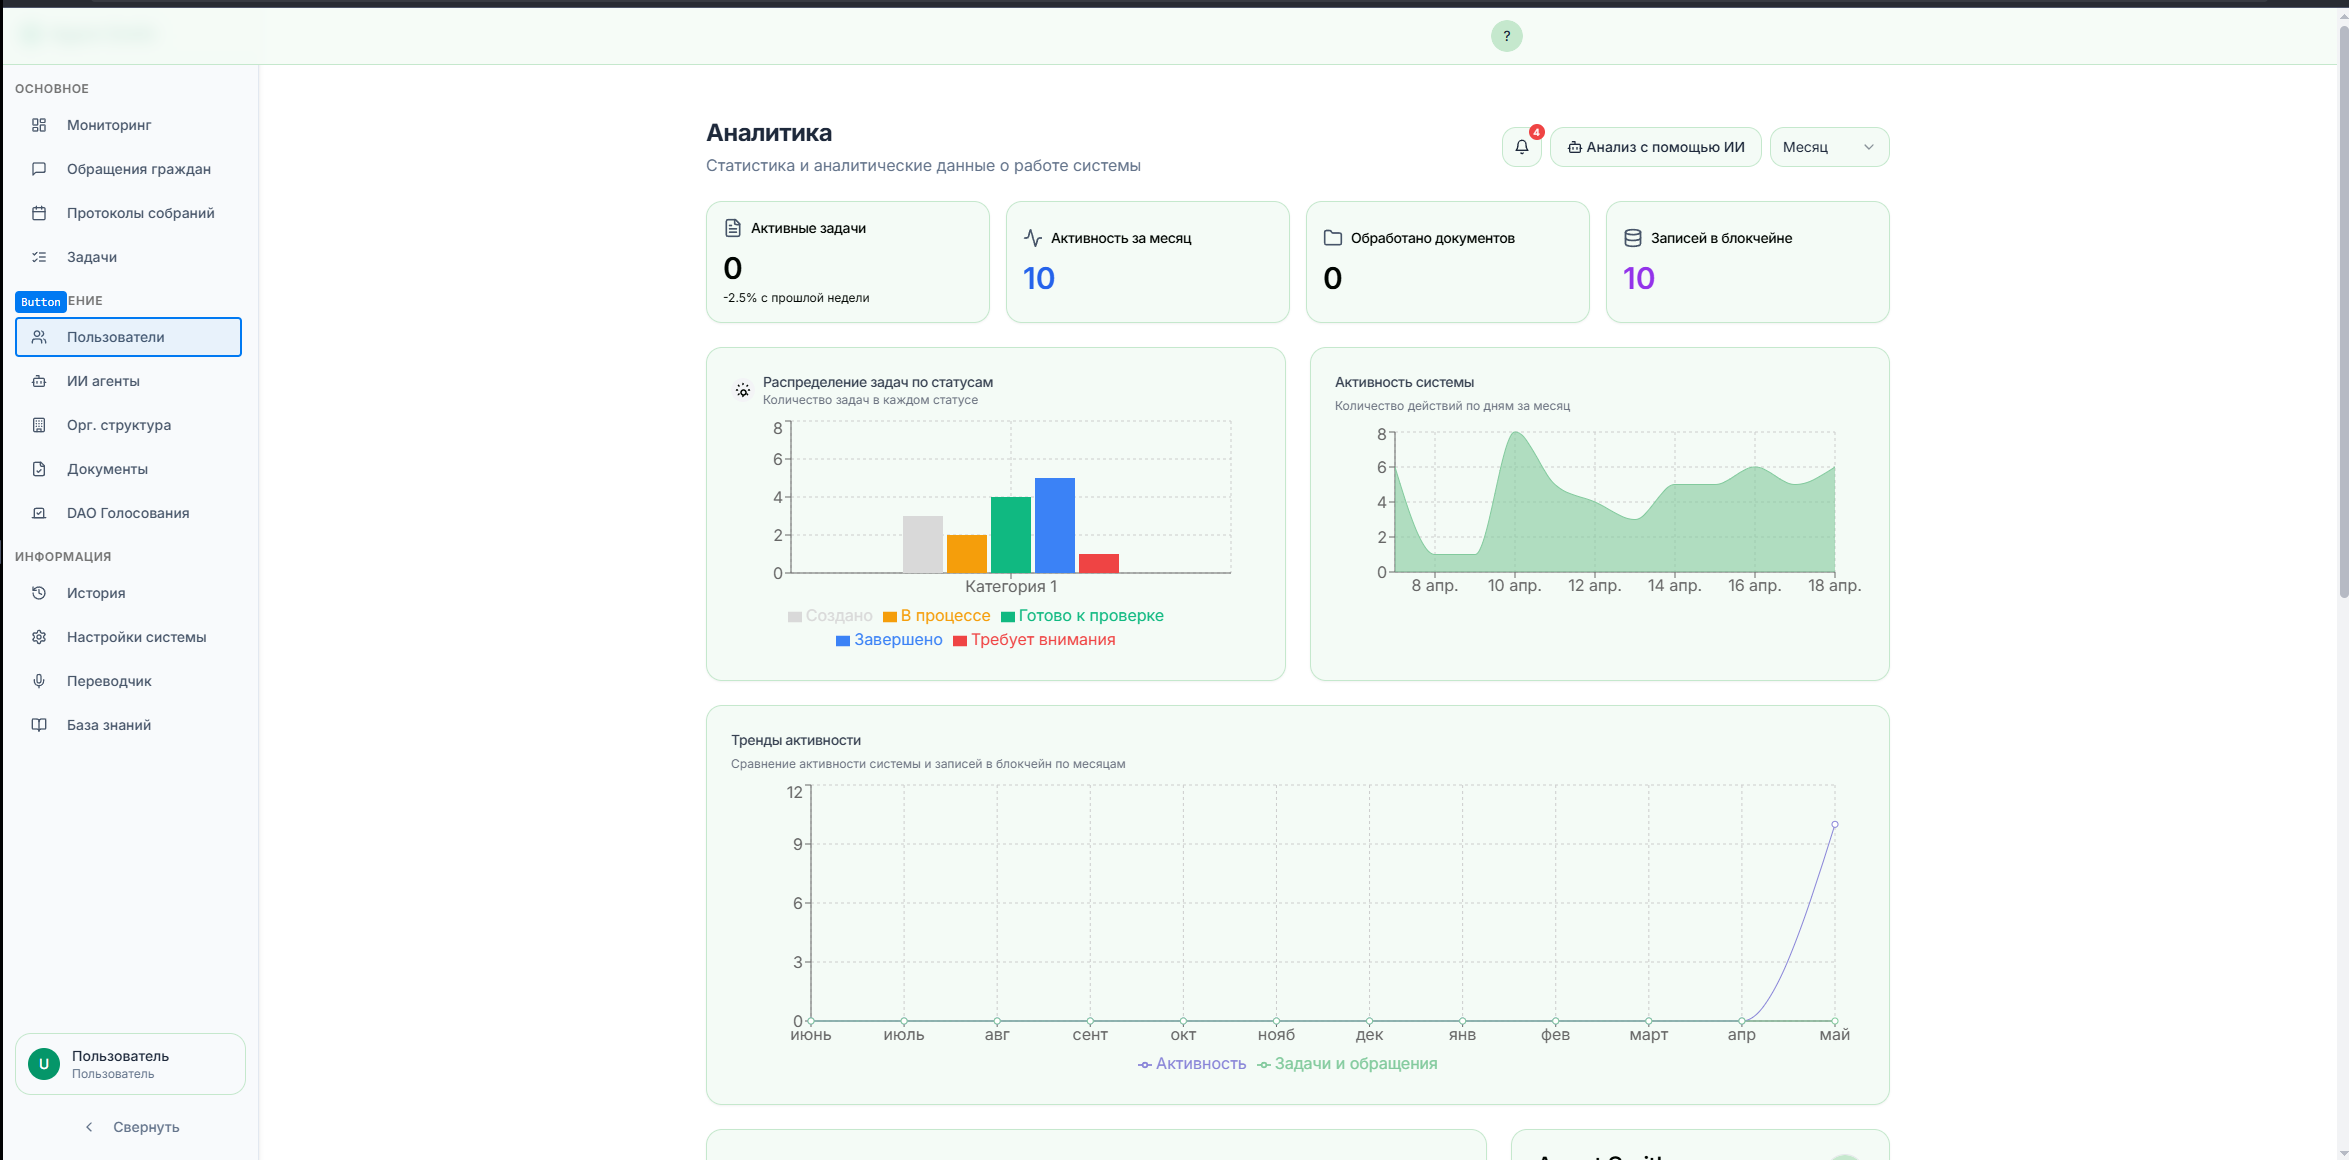 ?
ОСНОВНОЕ
Мониторинг
Обращения граждан
Протоколы собраний
Задачи
Button
ЕНИЕ
Пользователи
ИИ агенты
Орг. структура
Документы
DAO Голосования
ИНФОРМАЦИЯ
История
Настройки системы
Переводчик
База знаний
U
Пользователь
Пользователь
Свернуть
Аналитика
Статистика и аналитические данные о работе системы
4
Анализ с помощью ИИ
Месяц
Активные задачи
0
-2.5% с прошлой недели
Активность за месяц
10
Обработано документов
0
Записей в блокчейне
10
Распределение задач по статусам
Количество задач в каждом статусе
8
6
4
2
0
Категория 1
Создано В процессе Готово к проверке
Завершено Требует внимания
Активность системы
Количество действий по дням за месяц
8
6
4
2
0
8 апр. 10 апр. 12 апр. 14 апр. 16 апр. 18 апр.
Тренды активности
Сравнение активности системы и записей в блокчейн по месяцам
12
9
6
3
0
июнь июль авг сент окт нояб дек янв фев март апр май
Активность Задачи и обращения